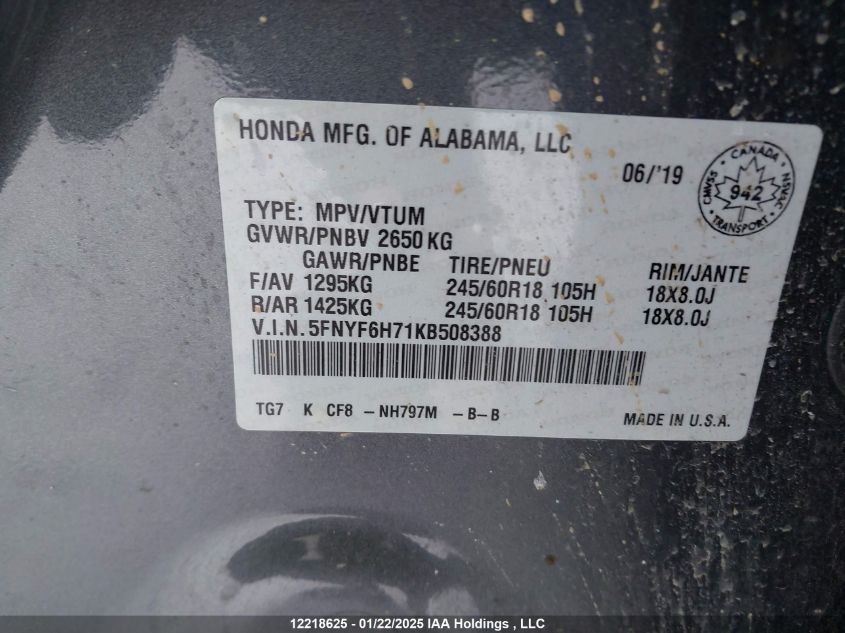 HONDA MFG. OF ALABAMA, LLC
06/'19
CANADA
CMVSS
NSVAC
942
TRANSPORT
TYPE: MPV/VTUM
GVWR/PNBV 2650 KG
GAWR/PNBE TIRE/PNEU RIM/JANTE
F/AV 1295KG 245/60R18 105H 18X8.0J
R/AR 1425KG 245/60R18 105H 18X8.0J
V.I.N. 5FNYF6H71KB508388
TG7 K CF8 -NH797M -B-B
MADE IN U.S.A.
12218625 - 01/22/2025 IAA Holdings , LLC